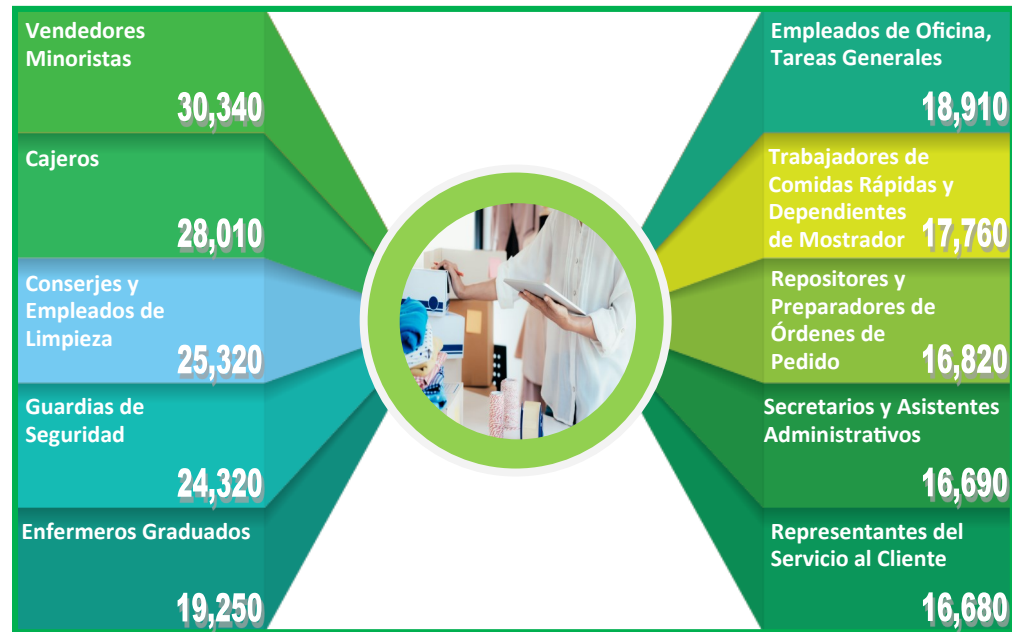 Vendedores
Minoristas
30,340
Cajeros
28,010
Conserjes y
Empleados de
Limpieza
25,320
Guardias de
Seguridad
24,320
Enfermeros Graduados
19,250
Empleados de Oficina,
Tareas Generales
18,910
Trabajadores de
Comidas Rápidas y
Dependientes
de Mostrador 17,760
Repositores y
Preparadores de
Órdenes de
Pedido 16,820
Secretarios y Asistentes
Administrativos
16,690
Representantes del
Servicio al Cliente
16,680